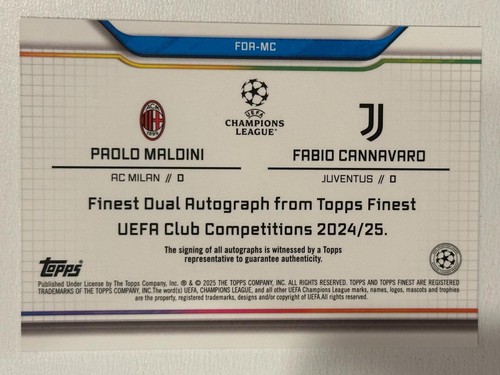 FDA-MC
UEFA
CHAMPIONS
LEAGUE
PAOLO MALDINI
FABIO CANNAVARO
AC MILAN // D
JUVENTUS // D
Finest Dual Autograph from Topps Finest
UEFA Club Competitions 2024/25.
The signing of all autographs is witnessed by a Topps
representative to guarantee authenticity.
Topps
Published Under License by The Topps Company, Inc. ® & © 2025 THE TOPPS COMPANY, INC. ALL RIGHTS RESERVED. TOPPS AND TOPPS FINEST ARE REGISTERED
TRADEMARKS OF THE TOPPS COMPANY, INC. The word(s) UEFA, CHAMPIONS, LEAGUE, and all other UEFA Champions League marks, names, logos, mascots and trophies
are the property, registered trademarks, designs and/or copyright of UEFA. All rights reserved.